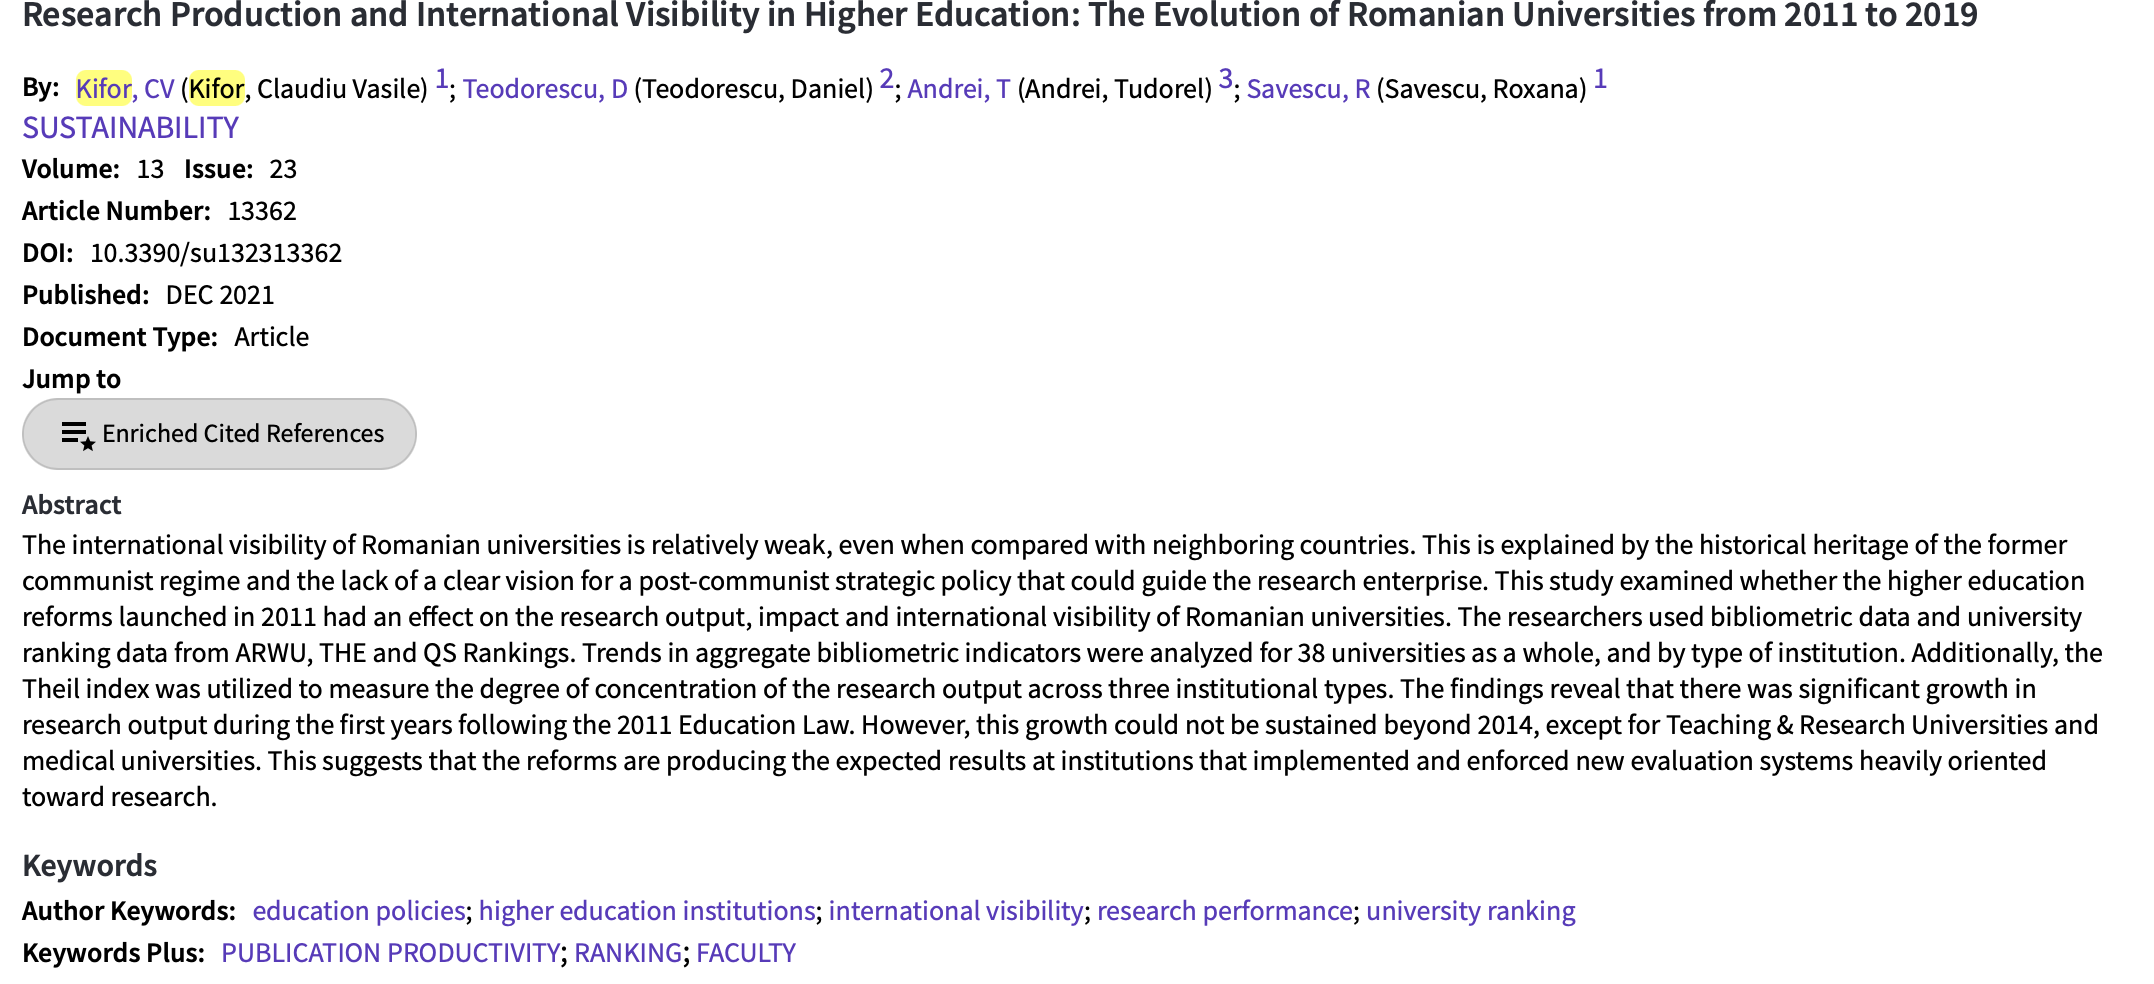 Research Production and International Visibility in Higher Education: The Evolution of Romanian Universities from 2011 to 2019
By: Kifor, CV (Kifor, Claudiu Vasile) 1; Teodorescu, D (Teodorescu, Daniel) 2; Andrei, T (Andrei, Tudorel) 3; Savescu, R (Savescu, Roxana) 1
SUSTAINABILITY
Volume: 13 Issue: 23
Article Number: 13362
DOI: 10.3390/su132313362
Published: DEC 2021
Document Type: Article
Jump to
Enriched Cited References
Abstract
The international visibility of Romanian universities is relatively weak, even when compared with neighboring countries. This is explained by the historical heritage of the former
communist regime and the lack of a clear vision for a post-communist strategic policy that could guide the research enterprise. This study examined whether the higher education
reforms launched in 2011 had an effect on the research output, impact and international visibility of Romanian universities. The researchers used bibliometric data and university
ranking data from ARWU, THE and QS Rankings. Trends in aggregate bibliometric indicators were analyzed for 38 universities as a whole, and by type of institution. Additionally, the
Theil index was utilized to measure the degree of concentration of the research output across three institutional types. The findings reveal that there was significant growth in
research output during the first years following the 2011 Education Law. However, this growth could not be sustained beyond 2014, except for Teaching & Research Universities and
medical universities. This suggests that the reforms are producing the expected results at institutions that implemented and enforced new evaluation systems heavily oriented
toward research.
Keywords
Author Keywords: education policies; higher education institutions; international visibility; research performance; university ranking
Keywords Plus: PUBLICATION PRODUCTIVITY; RANKING; FACULTY